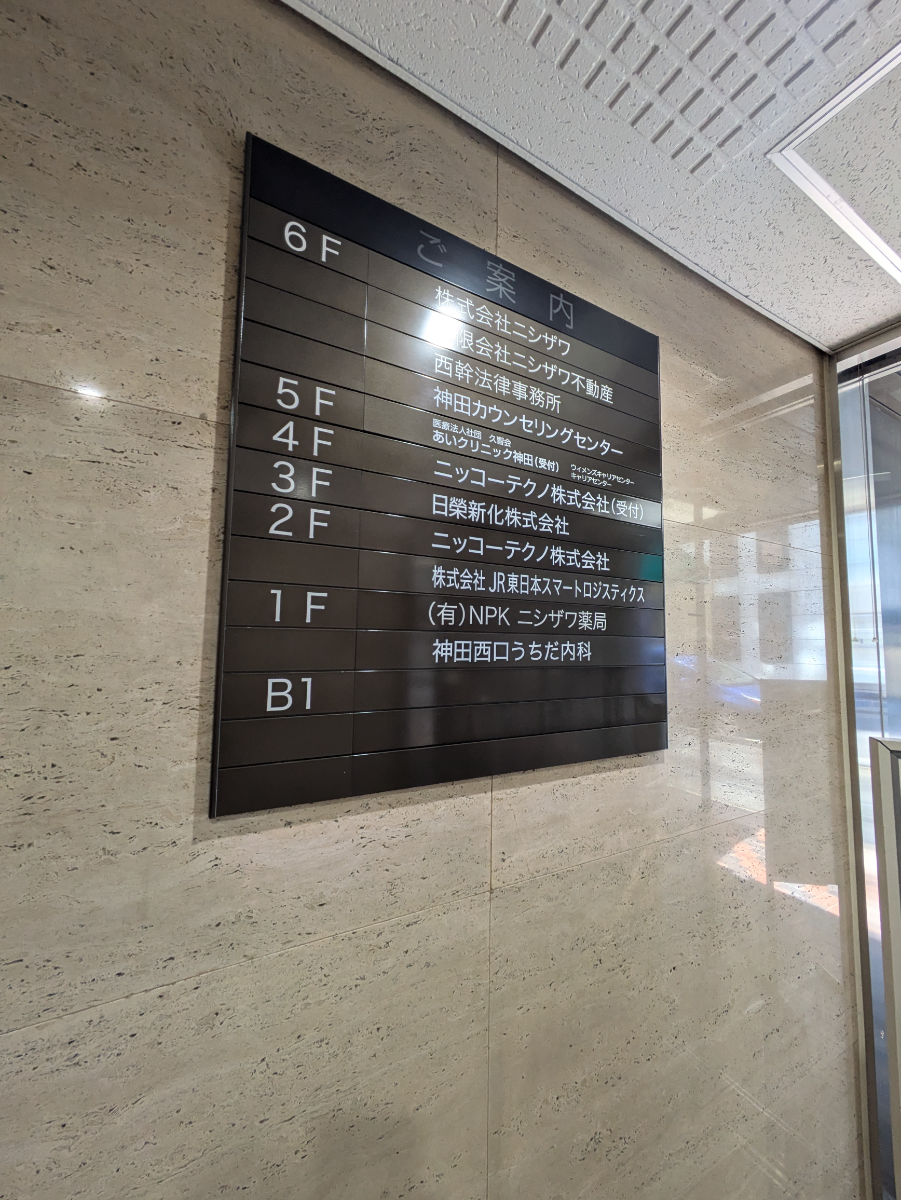 ご案内
6F 株式会社ニシザワ
限会社ニシザワ不動産
西幹法律事務所
神田カウンセリングセンター
5F 医療法人社団 久智会
あいクリニック神田(受付) ウィメンズキャリアセンター
キャリアセンター
4F ニッコーテクノ株式会社(受付)
3F 日榮新化株式会社
2F ニッコーテクノ株式会社
株式会社JR東日本スマートロジスティクス
1F (有)NPK ニシザワ薬局
神田西口うちだ内科
B1